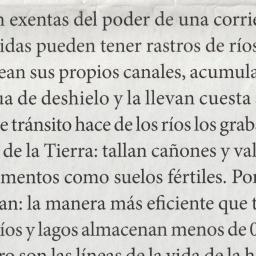 exentas del poder de una corrie
idas pueden tener rastros de ríos
ean sus propios canales, acumula
ua de deshielo y la llevan cuesta
e tránsito hace de los ríos los grab
de la Tierra: tallan cañones y val
mentos como suelos fértiles. Por
an: la manera más eficiente que t
íos y lagos almacenan menos de 0
ro son las líneas de la vida de la h